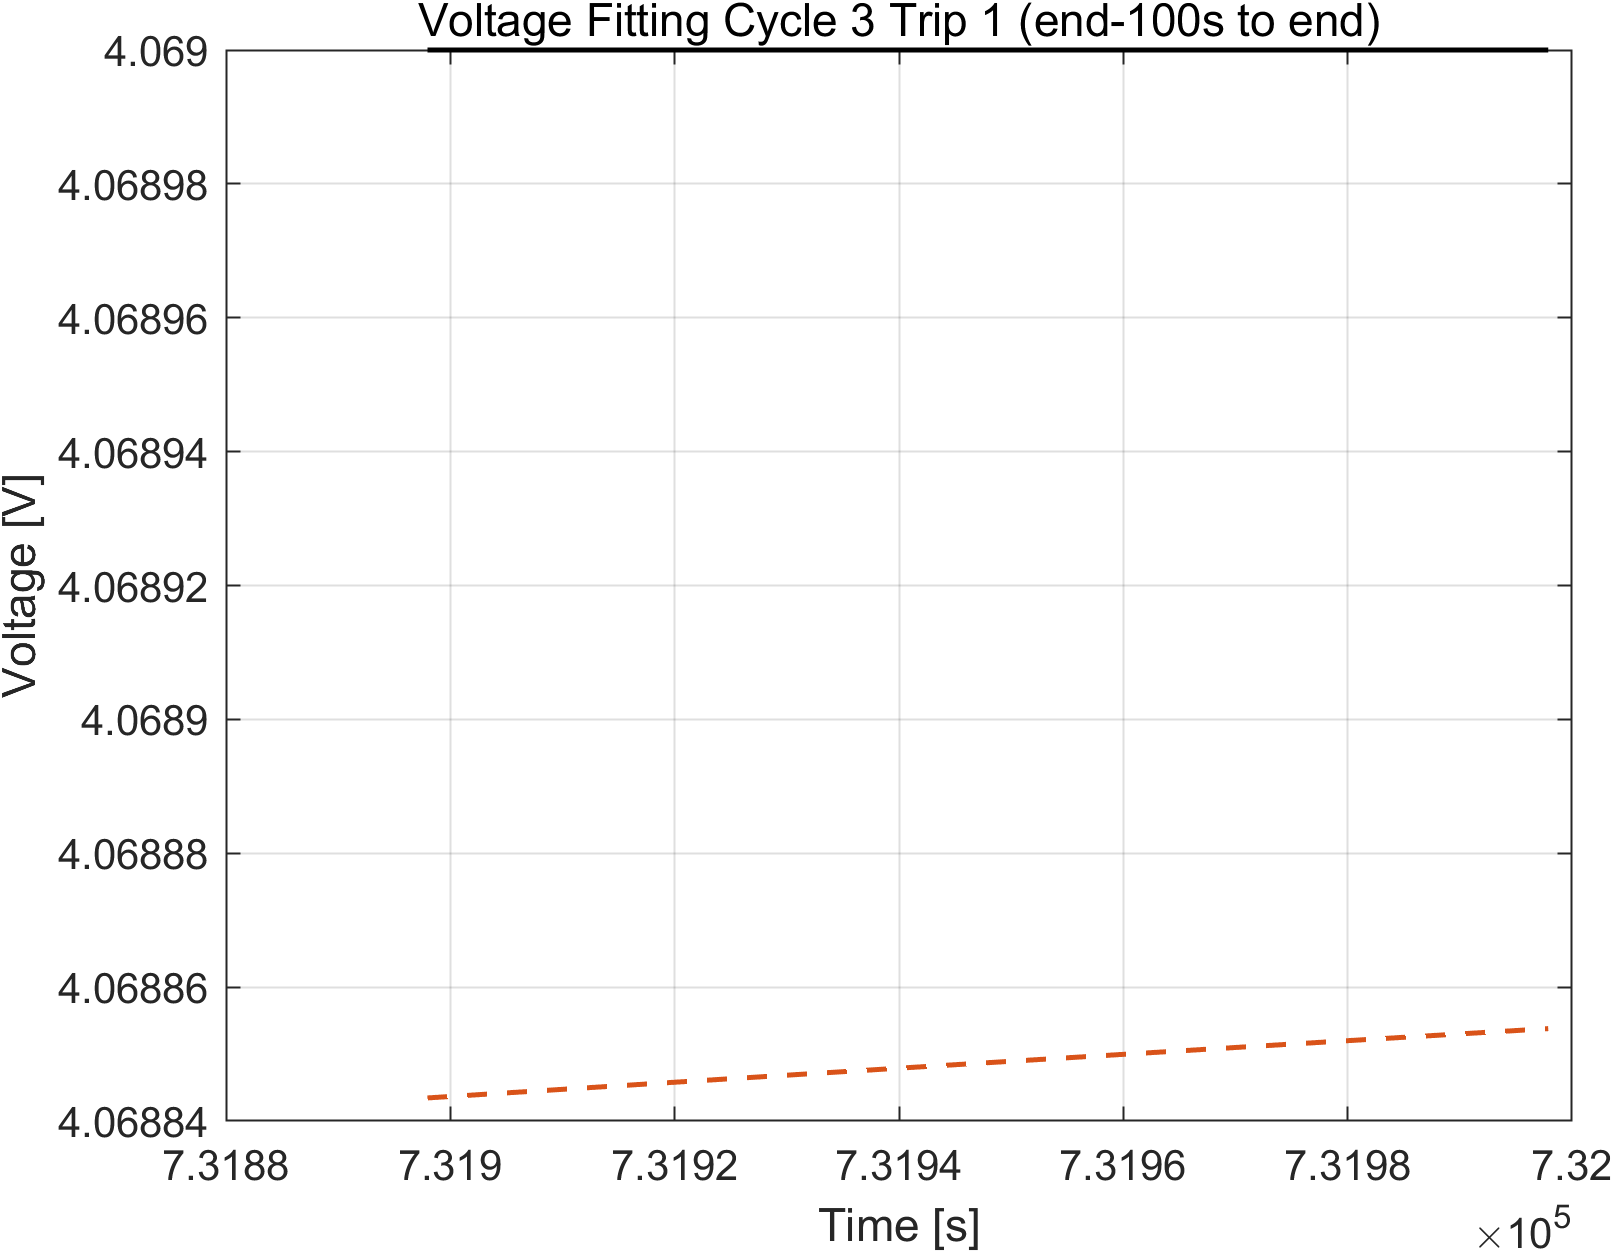 Voltage Fitting Cycle 3 Trip 1 (end-100s to end)
4.069
4.06898
4.06896
4.06894
4.06892
4.0689
4.06888
4.06886
4.06884
Voltage [V]
7.3188 7.319 7.3192 7.3194 7.3196 7.3198 7.32
Time [s]
×10⁵